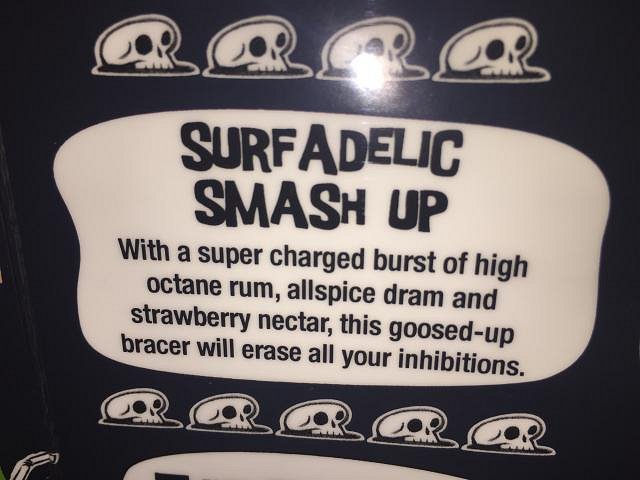 SURFADELIC
SMASH UP
With a super charged burst of high
octane rum, allspice dram and
strawberry nectar, this goosed-up
bracer will erase all your inhibitions.